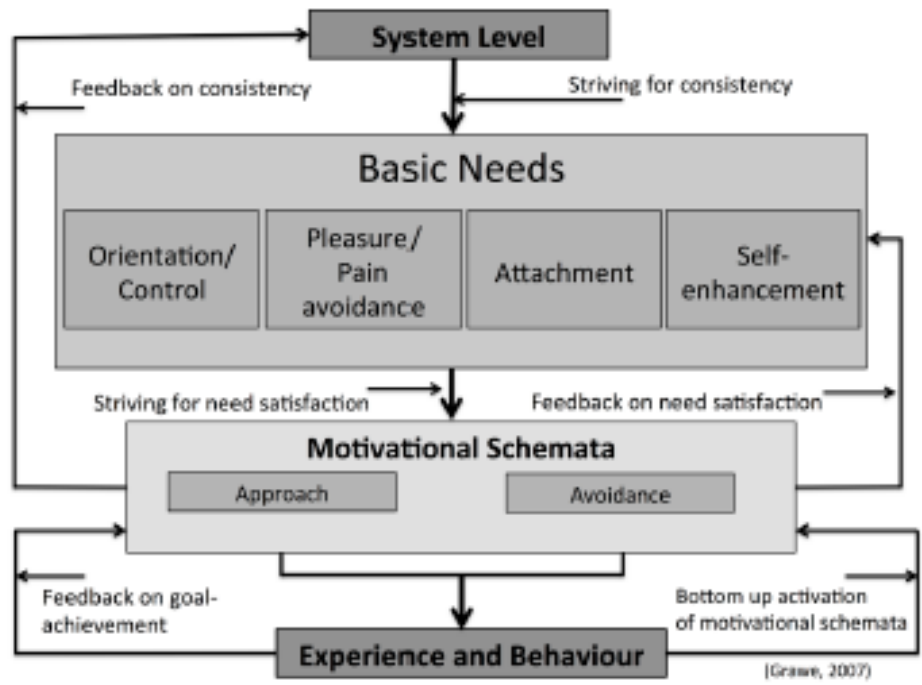 System Level
Feedback on consistency
Striving for consistency
Basic Needs
Orientation/
Control
Pleasure/
Pain
avoidance
Attachment
Self-
enhancement
Striving for need satisfaction
Feedback on need satisfaction
Motivational Schemata
Approach
Avoidance
Feedback on goal-
achievement
Bottom up activation
of motivational schemata
Experience and Behaviour
(Grawe, 2007)